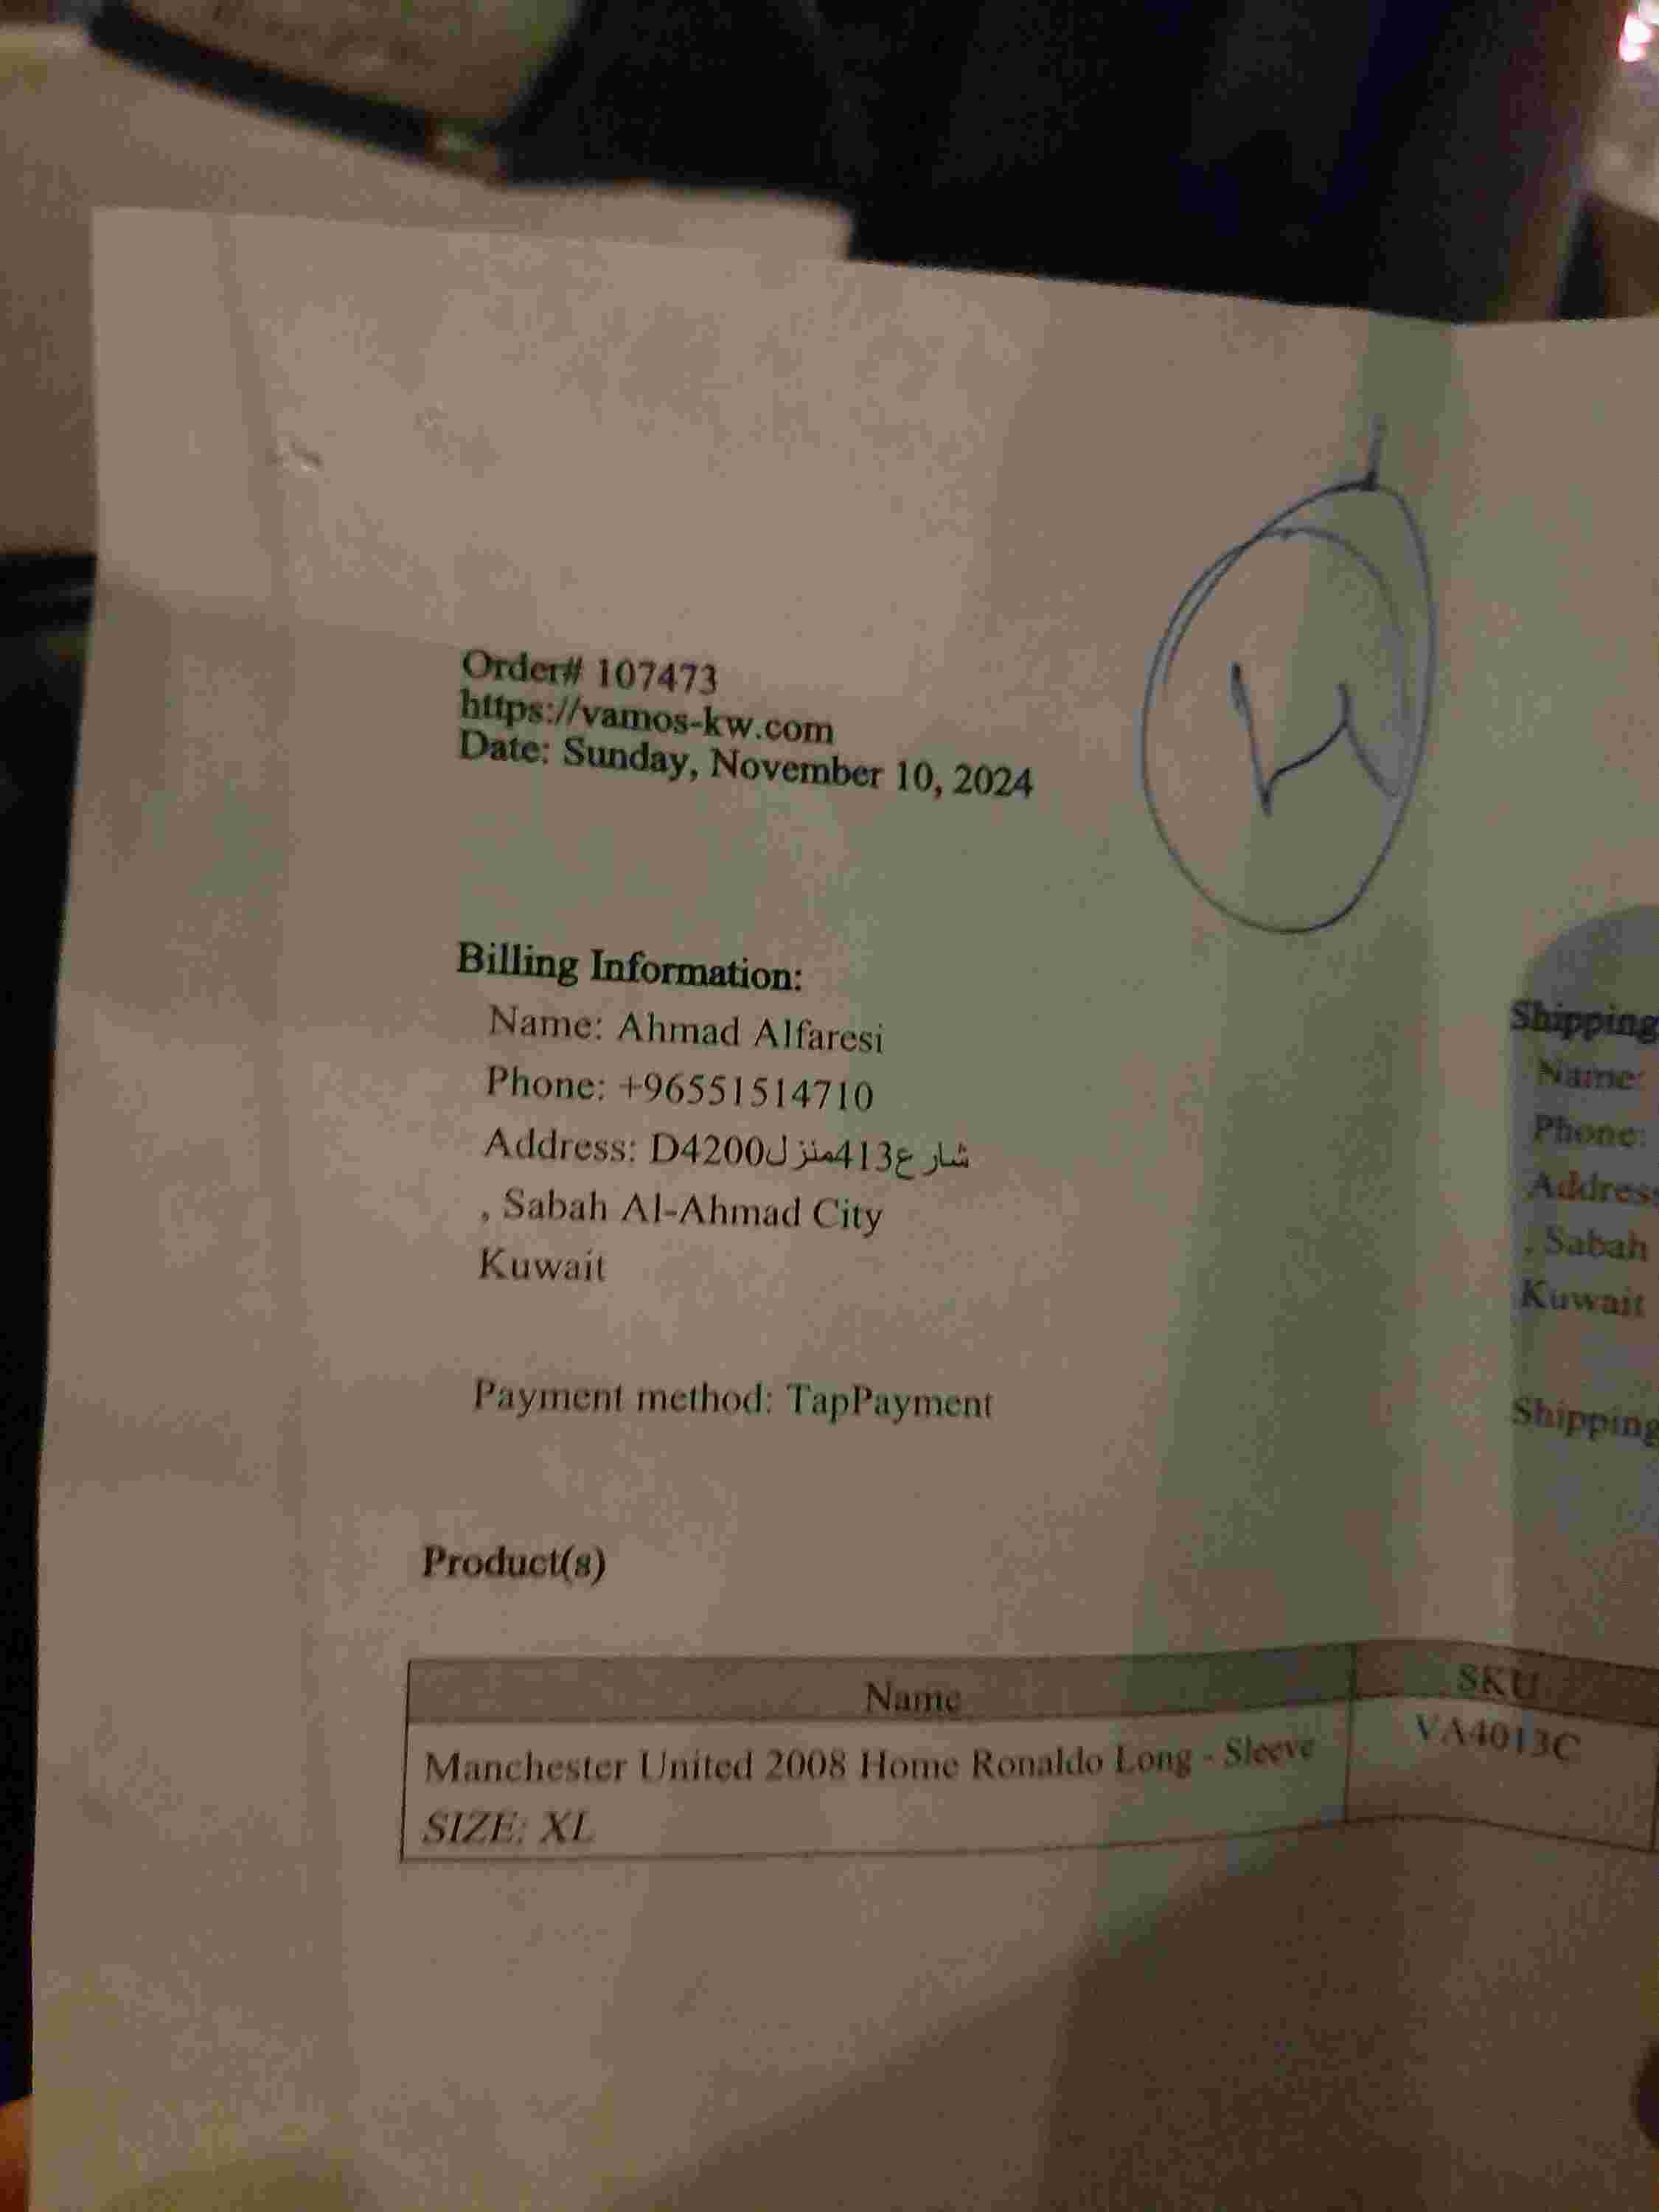 Order# 107473
https://vamos-kw.com
Date: Sunday, November 10, 2024
Billing Information:
Name: Ahmad Alfaresi
Phone: +96551514710
Address: D4200شارع413منزل
, Sabah Al-Ahmad City
Kuwait
Payment method: TapPayment
Shipping
Name:
Phone:
Address
, Sabah
Kuwait
Shipping
Product(s)
Name SKU
Manchester United 2008 Home Ronaldo Long - Sleeve VA4013C
SIZE: XL